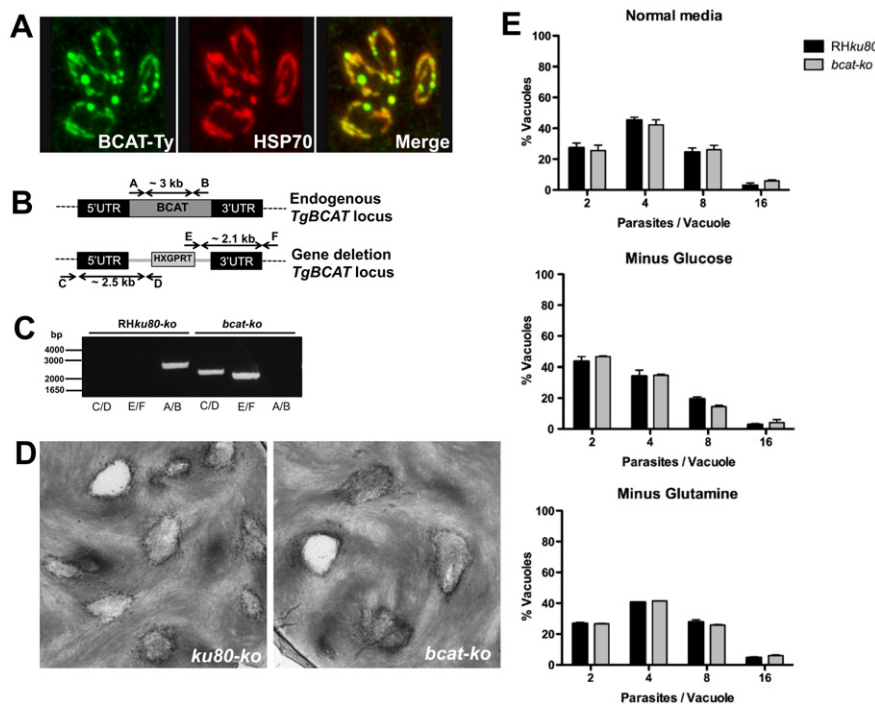 A
BCAT-Ty
HSP70
Merge
B
A ~ 3 kb B
5'UTR BCAT 3'UTR
Endogenous
TgBCAT locus
E ~ 2.1 kb F
5'UTR HXGPRT 3'UTR
Gene deletion
TgBCAT locus
C ~ 2.5 kb D
C
RHku80-ko bcat-ko
bp
4000
3000
2000
1650
C/D E/F A/B C/D E/F A/B
D
ku80-ko
bcat-ko
E
Normal media
RHku80
bcat-ko
% Vacuoles
100
80
60
40
20
0
2 4 8 16
Parasites / Vacuole
Minus Glucose
% Vacuoles
100
80
60
40
20
0
2 4 8 16
Parasites / Vacuole
Minus Glutamine
% Vacuoles
100
80
60
40
20
0
2 4 8 16
Parasites / Vacuole